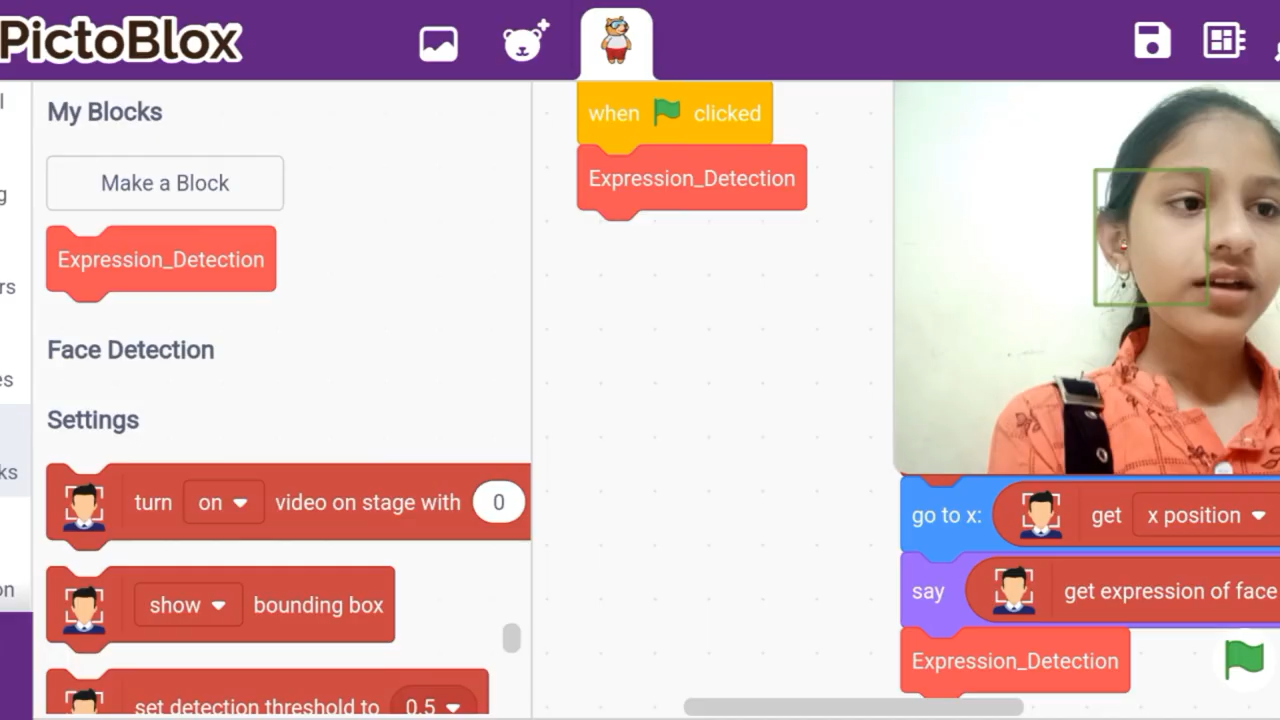 PictoBlox
My Blocks
Make a Block
Expression_Detection
Face Detection
Settings
turn on video on stage with 0
show bounding box
set detection threshold to 0.5
when clicked
Expression_Detection
go to x: get x position
say get expression of face
Expression_Detection